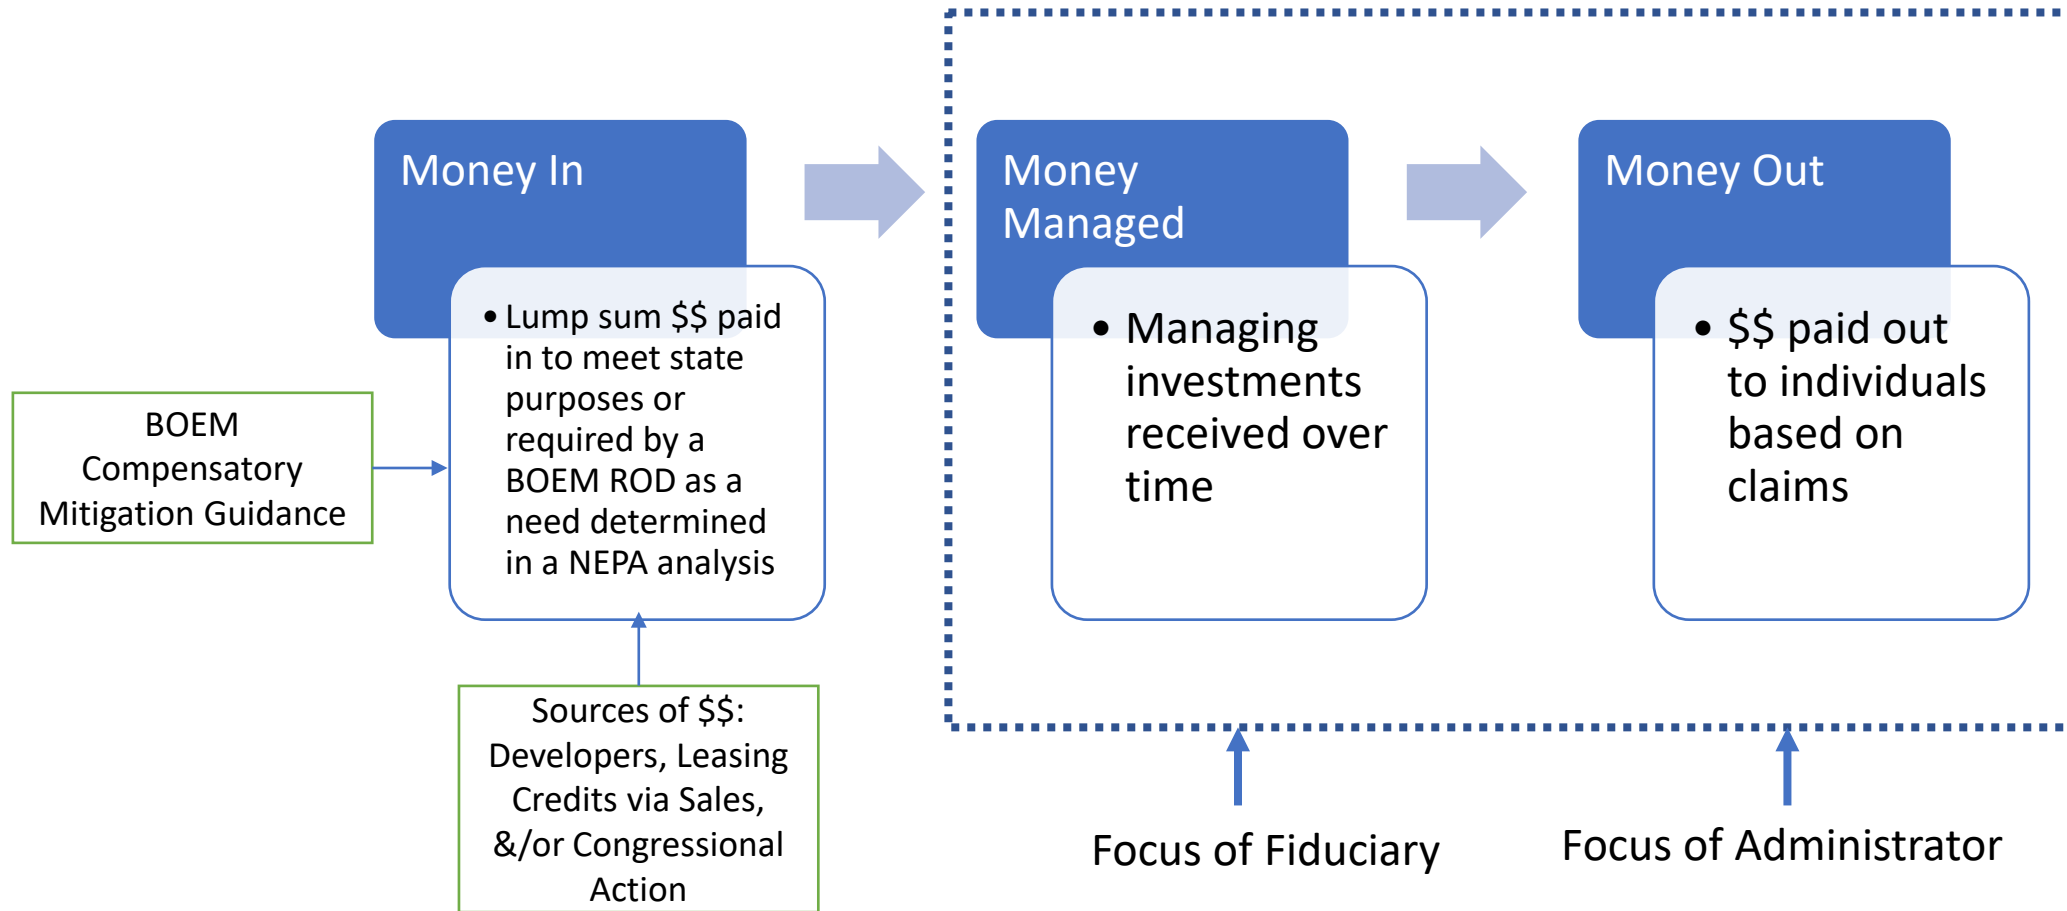 Money In
• Lump sum $$ paid
in to meet state
purposes or
required by a
BOEM ROD as a
need determined
in a NEPA analysis
BOEM
Compensatory
Mitigation Guidance
Sources of $$:
Developers, Leasing
Credits via Sales,
&/or Congressional
Action
Money
Managed
• Managing
investments
received over
time
Money Out
• $$ paid out
to individuals
based on
claims
Focus of Fiduciary
Focus of Administrator